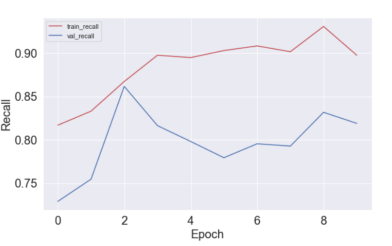 train_recall
val_recall
0.90
0.85
0.80
0.75
Recall
0 2 4 6 8
Epoch